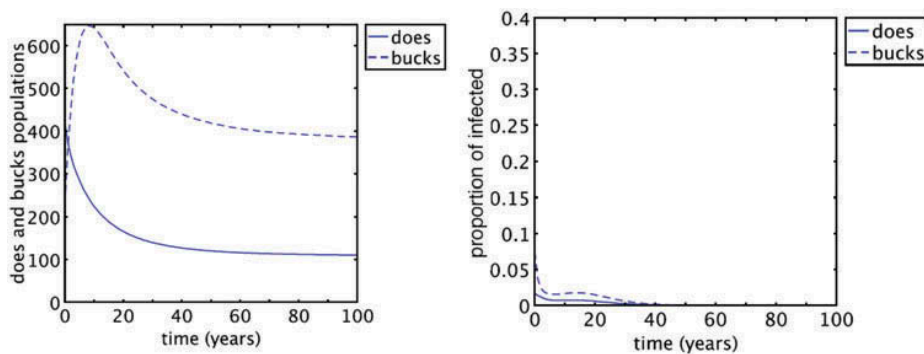 does and bucks populations
650
600
500
400
300
200
100
0
0 20 40 60 80 100
time (years)
does
bucks
proportion of infected
0.4
0.35
0.3
0.25
0.2
0.15
0.1
0.05
0
0 20 40 60 80 100
time (years)
does
bucks